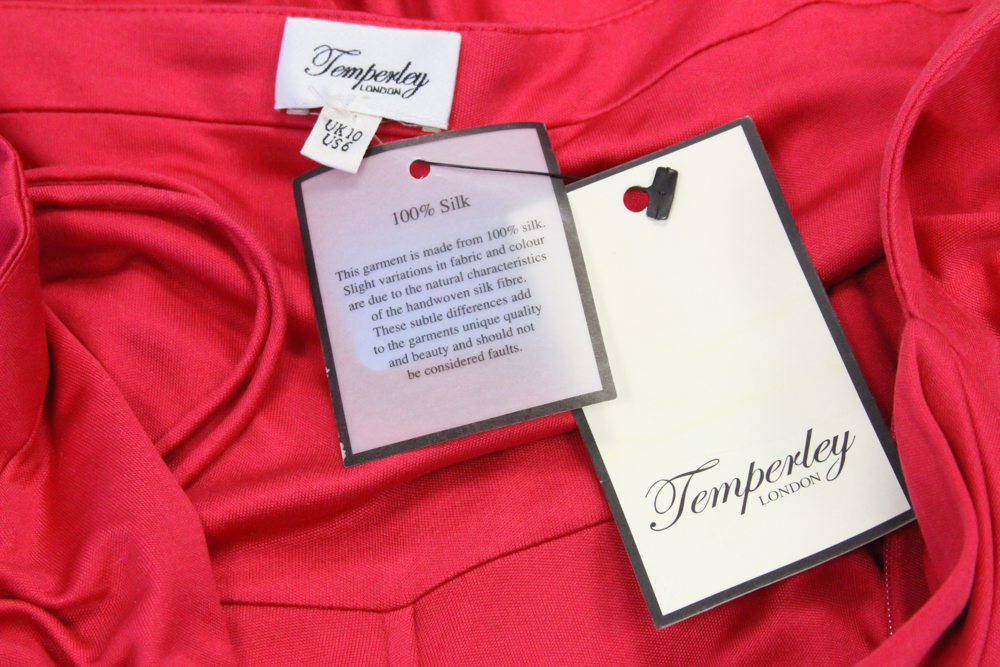 Temperley
LONDON
UK10
US6
100% Silk
This garment is made from 100% silk.
Slight variations in fabric and colour
are due to the natural characteristics
of the handwoven silk fibre.
These subtle differences add
to the garments unique quality
and beauty and should not
be considered faults.
Temperley
LONDON